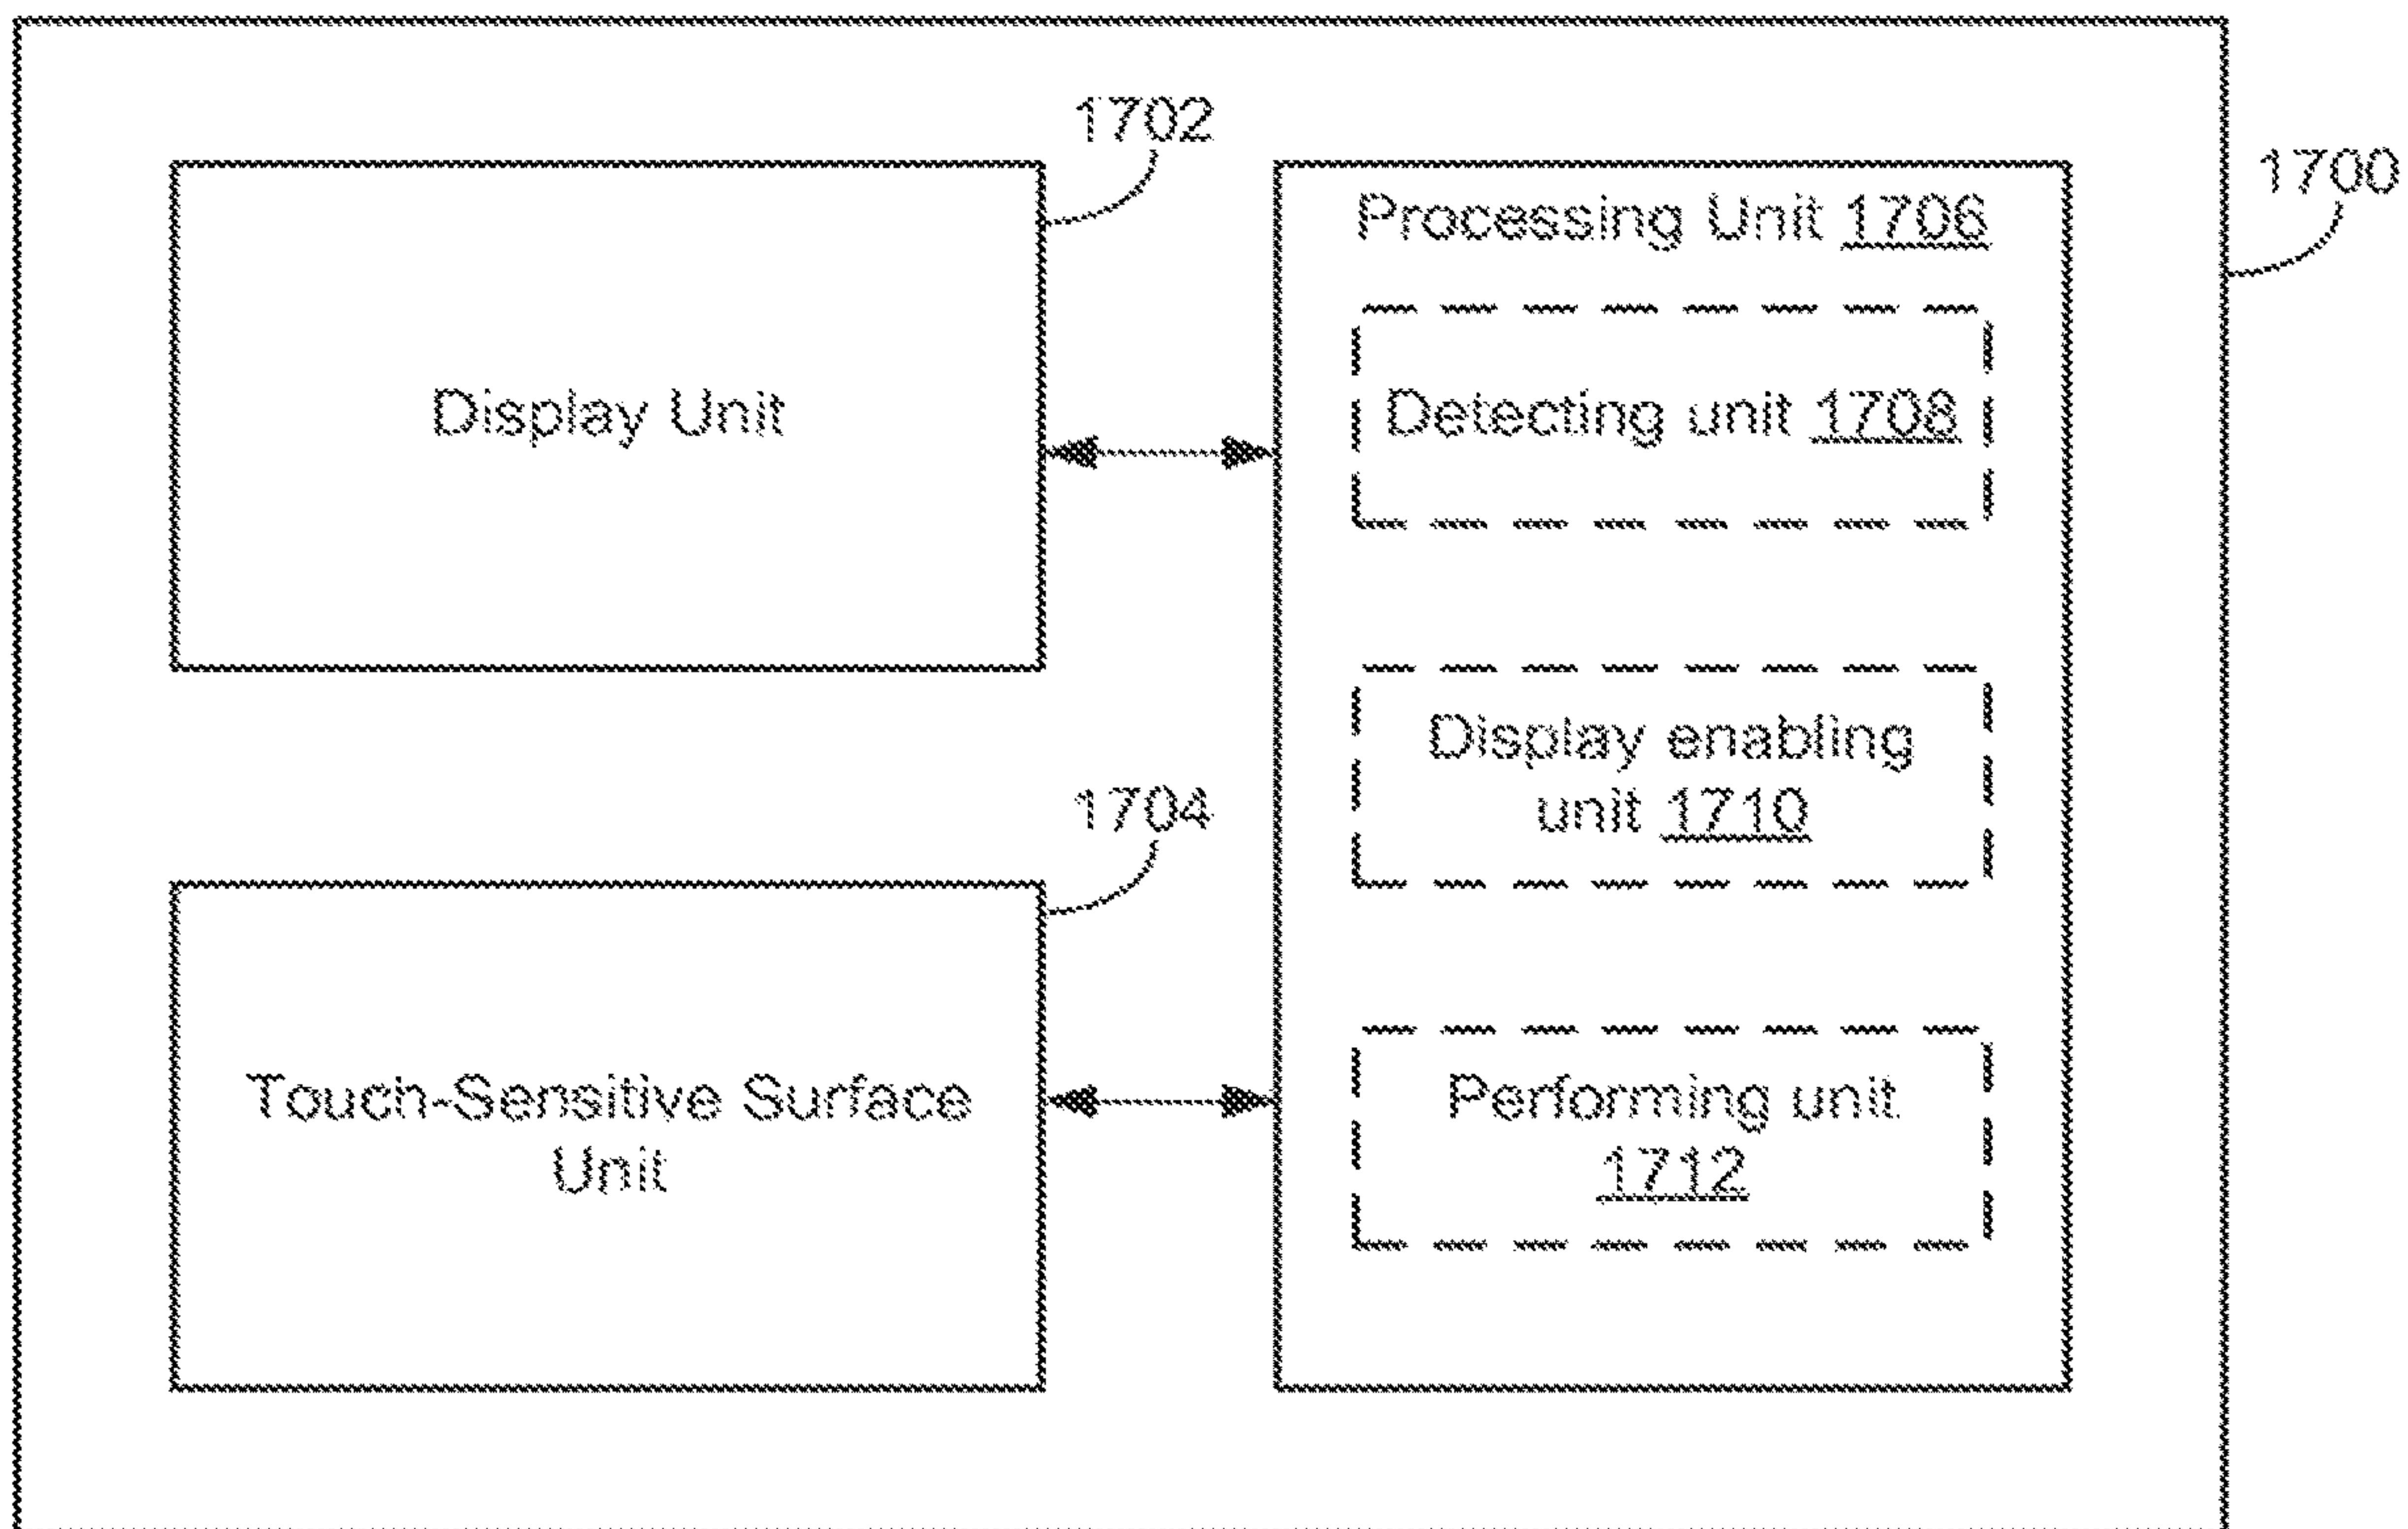 1702
1700
Display Unit
Processing Unit 1706
Detecting unit 1708
Display enabling
unit 1710
1704
Touch-Sensitive Surface
Unit
Performing unit
1712